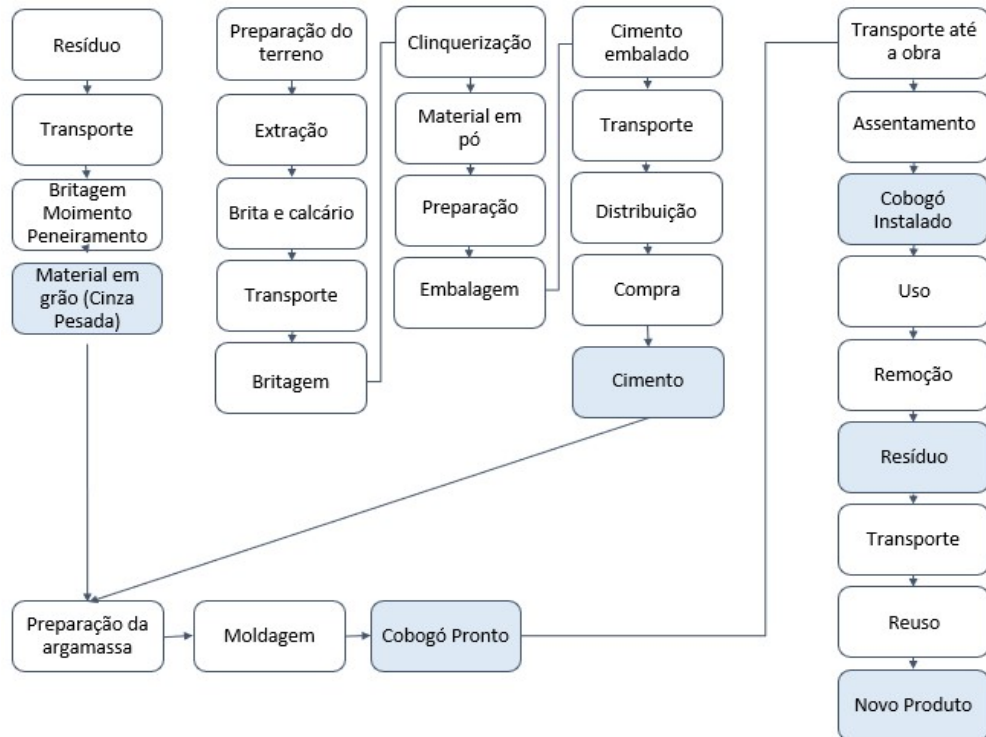 Resíduo
Transporte
Britagem
Moimento
Peneiramento
Material em
grão (Cinza
Pesada)
Preparação do
terreno
Extração
Brita e calcário
Transporte
Britagem
Clinquerização
Material em
pó
Preparação
Embalagem
Cimento
embalado
Transporte
Distribuição
Compra
Cimento
Preparação da
argamassa
Moldagem
Cobogó Pronto
Transporte até
a obra
Assentamento
Cobogó
Instalado
Uso
Remoção
Resíduo
Transporte
Reuso
Novo Produto